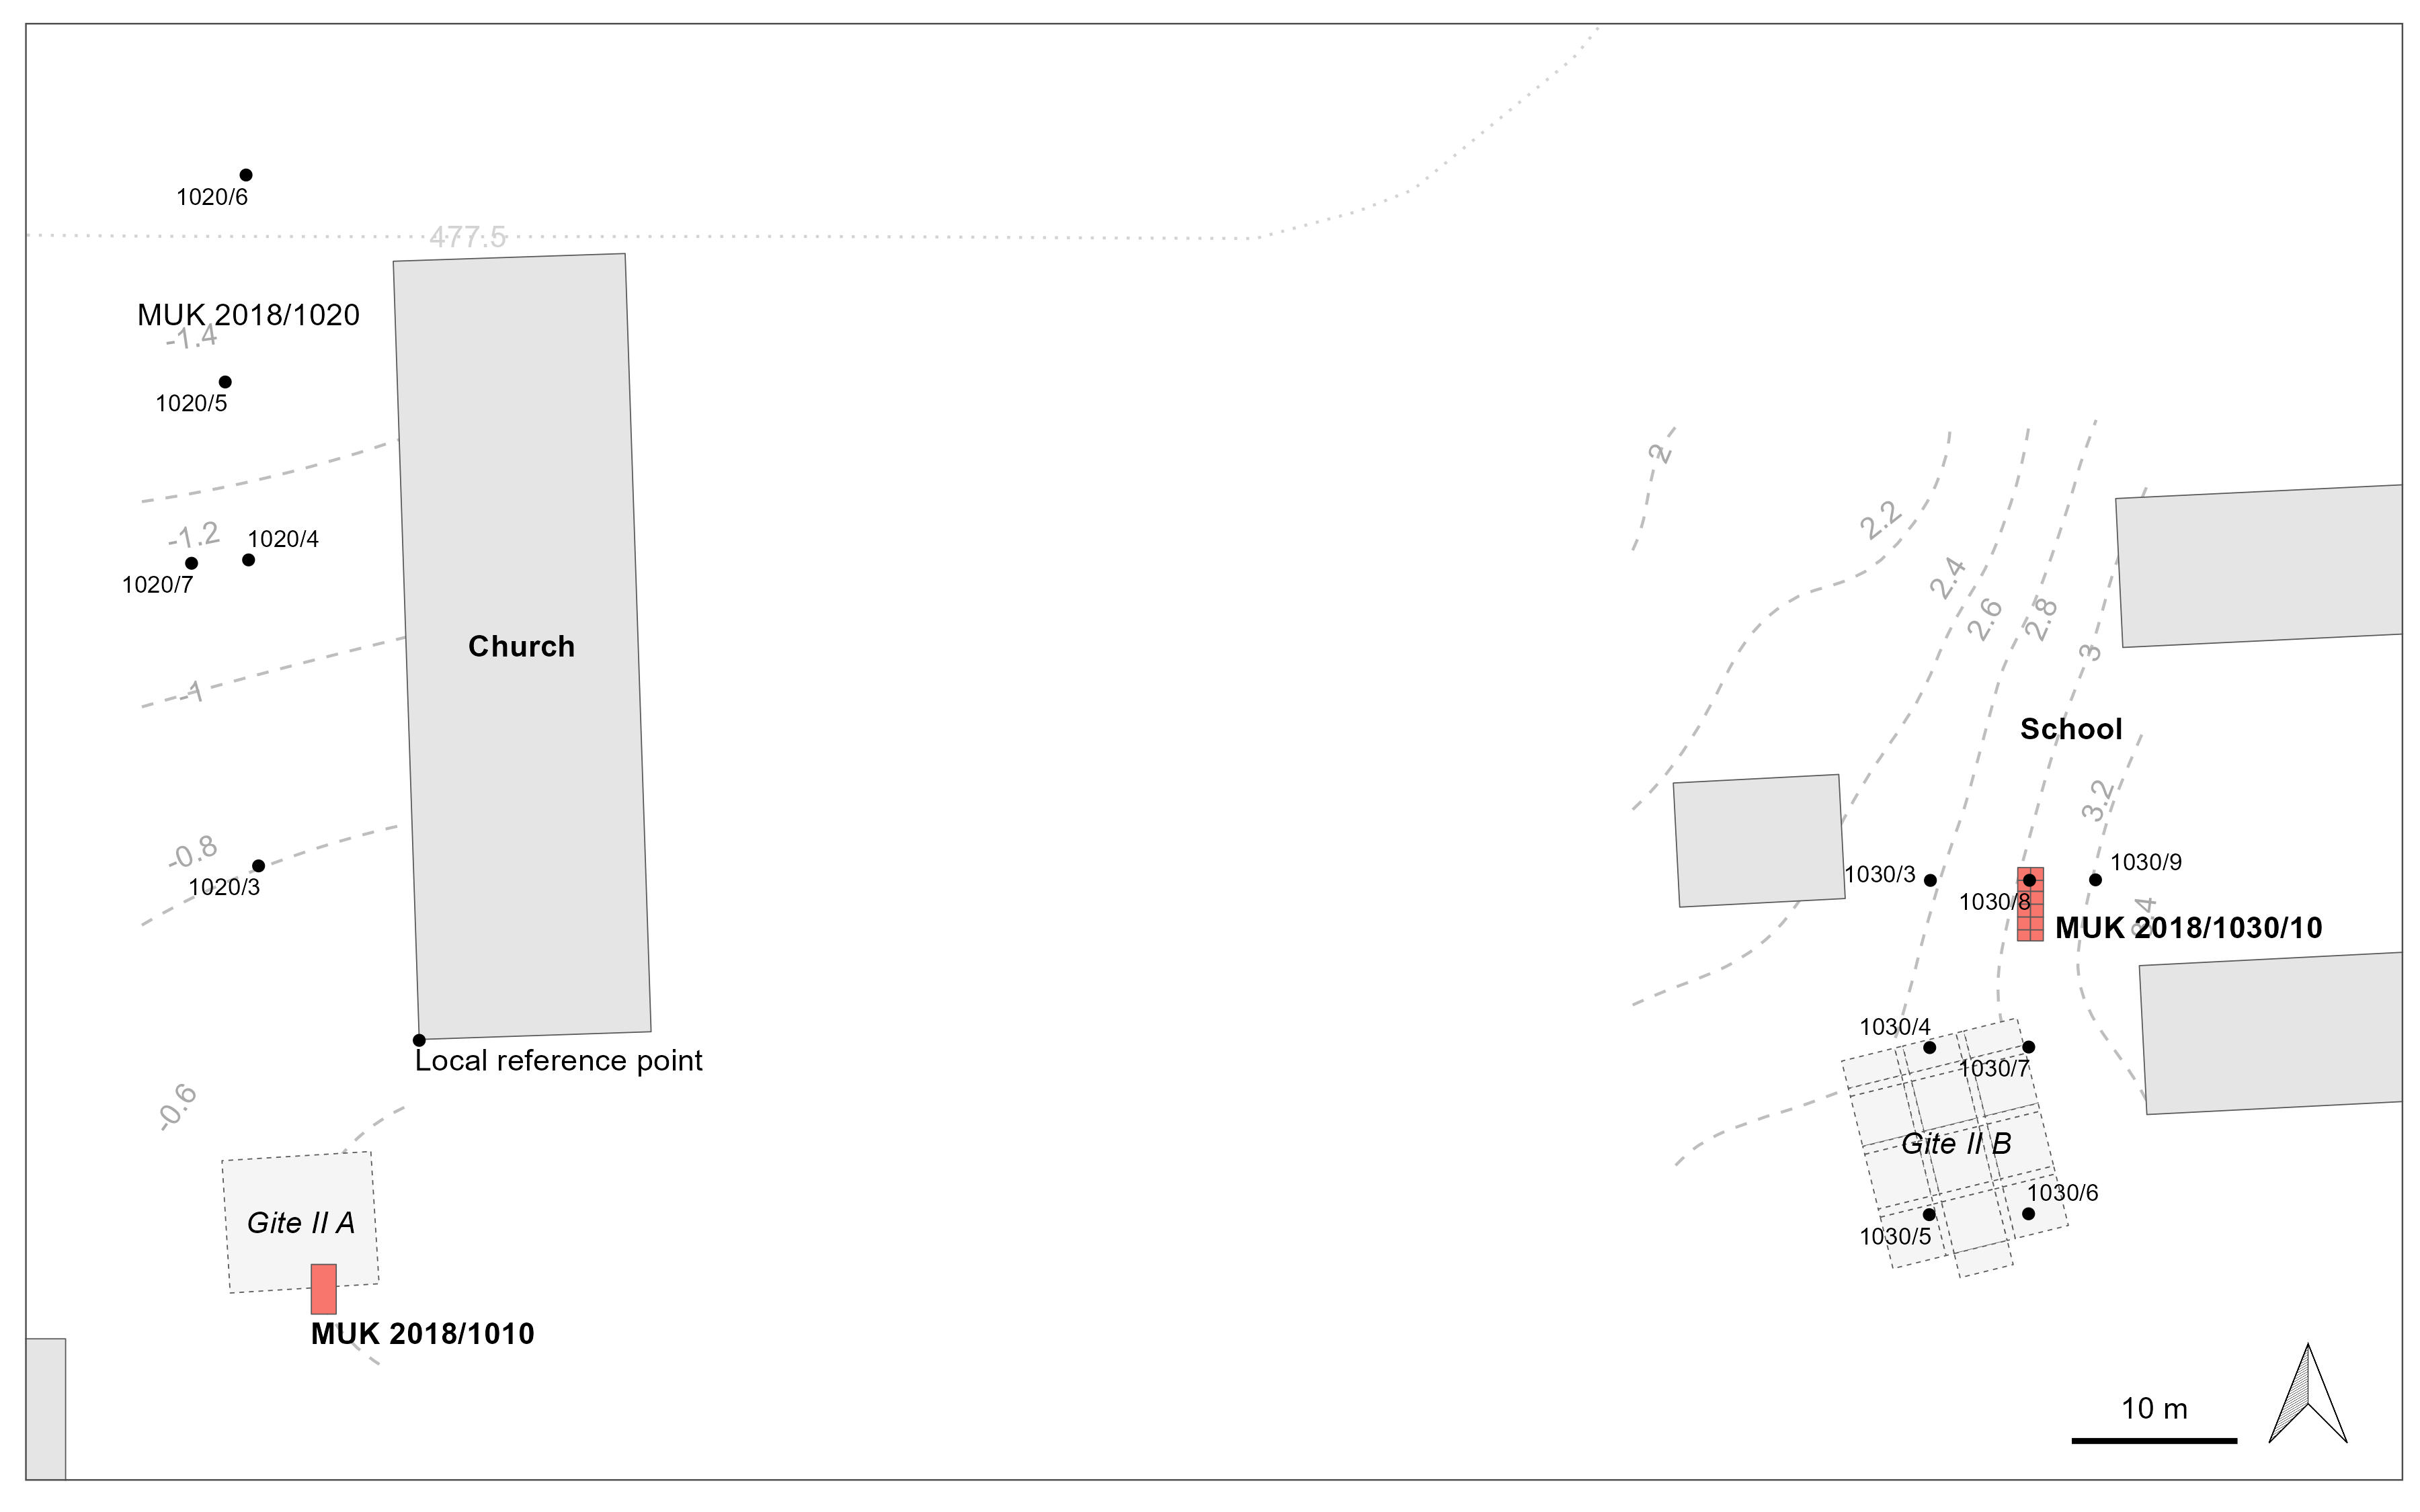 1020/6
477.5
MUK 2018/1020
-1.4
1020/5
2
2.2
-1.2
1020/4
1020/7
2.4
2.6
2.8
Church
3
-1
School
3.2
-0.8
1020/3
1030/3
1030/9
1030/8
3.4
MUK 2018/1030/10
1030/4
Local reference point
1030/7
-0.6
Gite II B
1030/6
Gite II A
1030/5
MUK 2018/1010
10 m